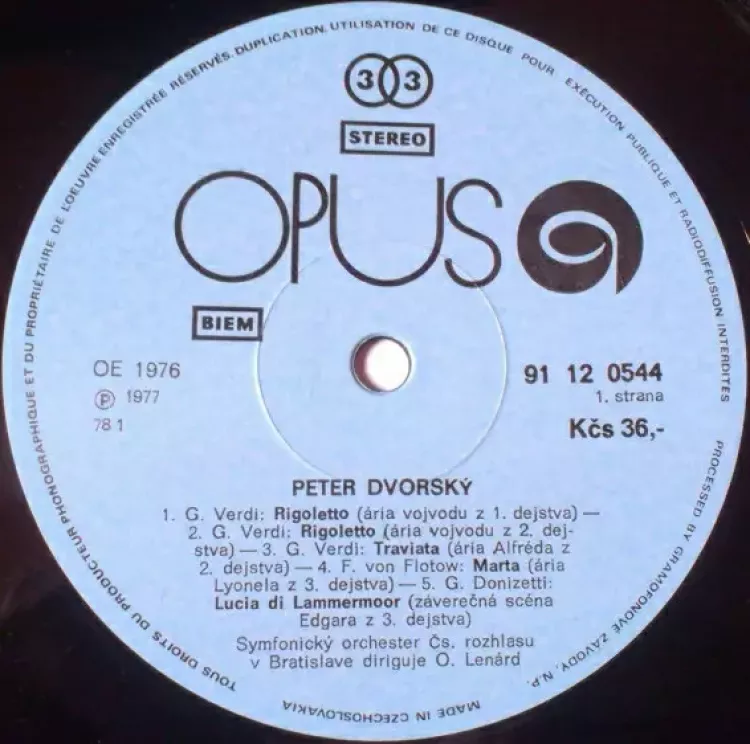 TOUS DROITS DU PRODUCTEUR PHONOGRAPHIQUE ET DU PROPRIÉTAIRE DE L'OEUVRE ENREGISTRÉE RÉSERVÉS. DUPLICATION, UTILISATION DE CE DISQUE POUR EXÉCUTION PUBLIQUE ET RADIODIFFUSION INTERDITES
33
STEREO
OPUS
BIEM
OE 1976
Ⓟ 1977
78 1
91 12 0544
1. strana
Kčs 36,-
PETER DVORSKÝ
1. G. Verdi: Rigoletto (ária vojvodu z 1. dejstva) —
2. G. Verdi: Rigoletto (ária vojvodu z 2. dej-
stva) — 3. G. Verdi: Traviata (ária Alfréda z
2. dejstva) — 4. F. von Flotow: Marta (ária
Lyonela z 3. dejstva) — 5. G. Donizetti:
Lucia di Lammermoor (záverečná scéna
Edgara z 3. dejstva)
Symfonický orchester Čs. rozhlasu
v Bratislave diriguje O. Lenárd
PROCESSED BY GRAMOFONOVÉ ZÁVODY, N.P.
MADE IN CZECHOSLOVAKIA